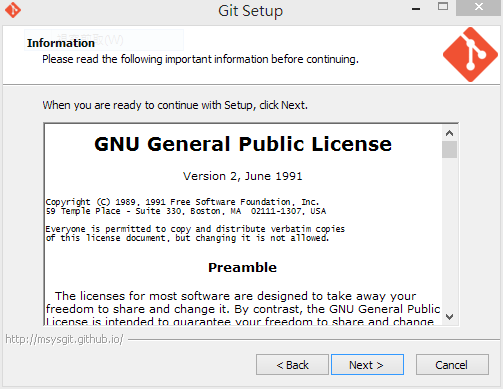 Git Setup
Information
Please read the following important information before continuing.
When you are ready to continue with Setup, click Next.
GNU General Public License
Version 2, June 1991
Copyright (C) 1989, 1991 Free Software Foundation, Inc.
59 Temple Place - Suite 330, Boston, MA  02111-1307, USA
Everyone is permitted to copy and distribute verbatim copies
of this license document, but changing it is not allowed.
Preamble
The licenses for most software are designed to take away your
freedom to share and change it. By contrast, the GNU General Public
License is intended to guarantee your freedom to share and change
http://msysgit.github.io/
< Back
Next >
Cancel